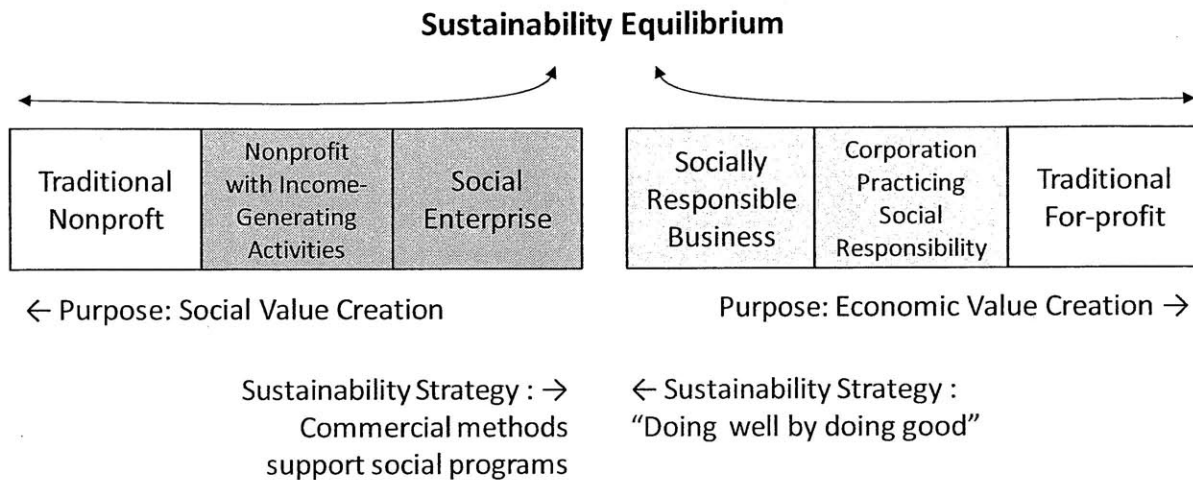 Sustainability Equilibrium
Traditional
Nonproft
Nonprofit
with Income-
Generating
Activities
Social
Enterprise
Socially
Responsible
Business
Corporation
Practicing
Social
Responsibility
Traditional
For-profit
← Purpose: Social Value Creation
Purpose: Economic Value Creation →
Sustainability Strategy : →
Commercial methods
support social programs
← Sustainability Strategy :
“Doing well by doing good”